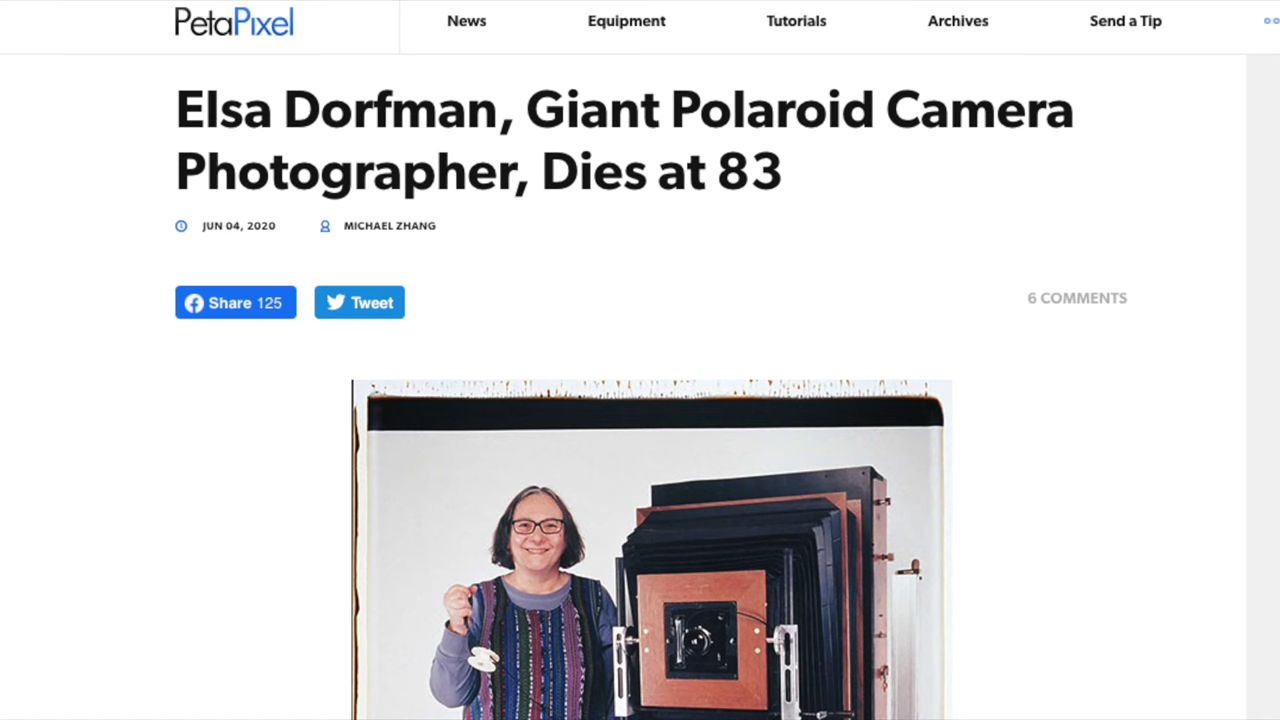 PetaPixel
News Equipment Tutorials Archives Send a Tip
Elsa Dorfman, Giant Polaroid Camera
Photographer, Dies at 83
JUN 04, 2020 MICHAEL ZHANG
Share 125 Tweet
6 COMMENTS